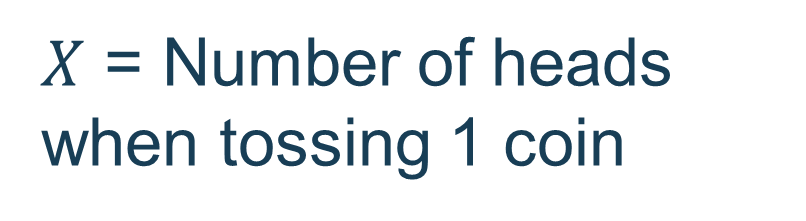 X = Number of heads
when tossing 1 coin